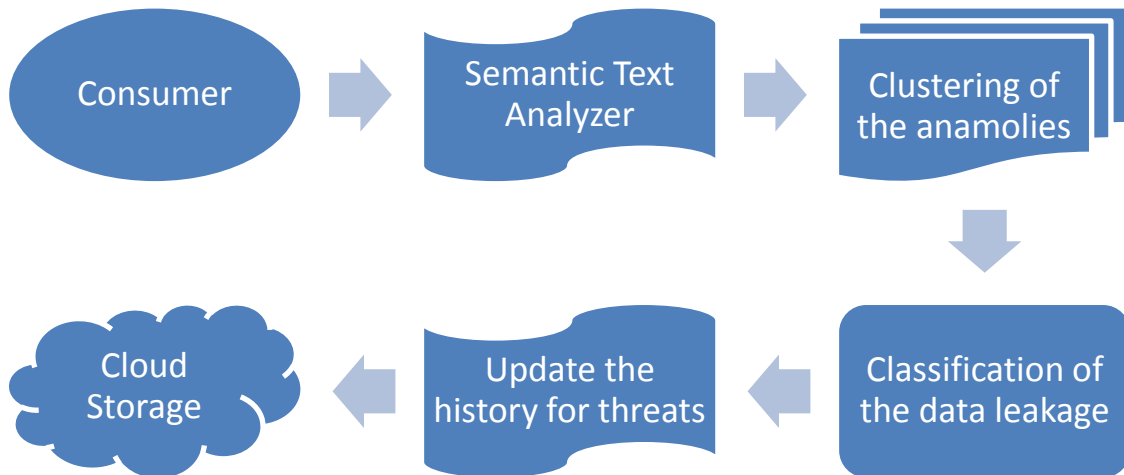 Consumer
Semantic Text
Analyzer
Clustering of
the anamolies
Classification of
the data leakage
Update the
history for threats
Cloud
Storage